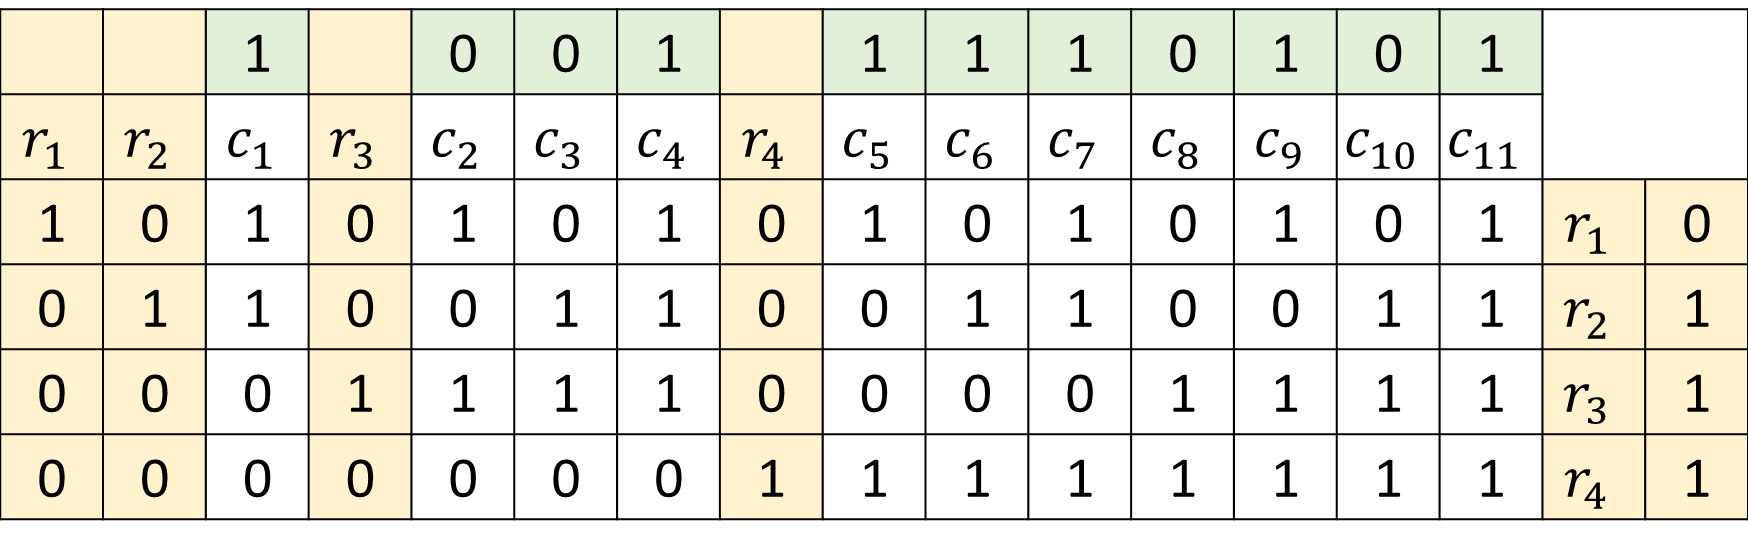 1 0 0 1 1 1 1 0 1 0 1
r₁ r₂ c₁ r₃ c₂ c₃ c₄ r₄ c₅ c₆ c₇ c₈ c₉ c₁₀ c₁₁
1 0 1 0 1 0 1 0 1 0 1 0 1 0 1 r₁ 0
0 1 1 0 0 1 1 0 0 1 1 0 0 1 1 r₂ 1
0 0 0 1 1 1 1 0 0 0 0 1 1 1 1 r₃ 1
0 0 0 0 0 0 0 1 1 1 1 1 1 1 1 r₄ 1